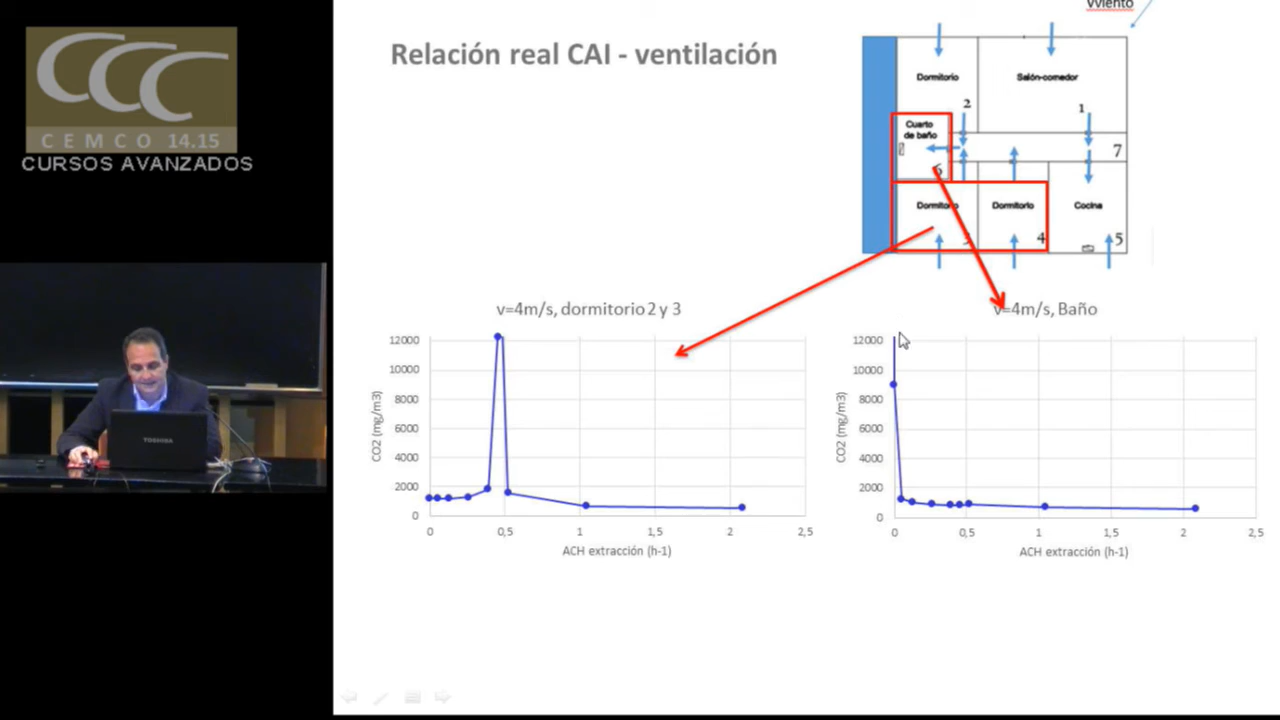 CCC
CEMCO 14.15
CURSOS AVANZADOS
TOSHIBA
Relación real CAI - ventilación
Vviento
Dormitorio
2
Salón-comedor
1
Cuarto
de baño
6
7
Dormitorio
3
Dormitorio
4
Cocina
5
v=4m/s, dormitorio 2 y 3
CO2 (mg/m3)
12000
10000
8000
6000
4000
2000
0
0 0,5 1 1,5 2 2,5
ACH extracción (h-1)
v=4m/s, Baño
CO2 (mg/m3)
12000
10000
8000
6000
4000
2000
0
0 0,5 1 1,5 2 2,5
ACH extracción (h-1)